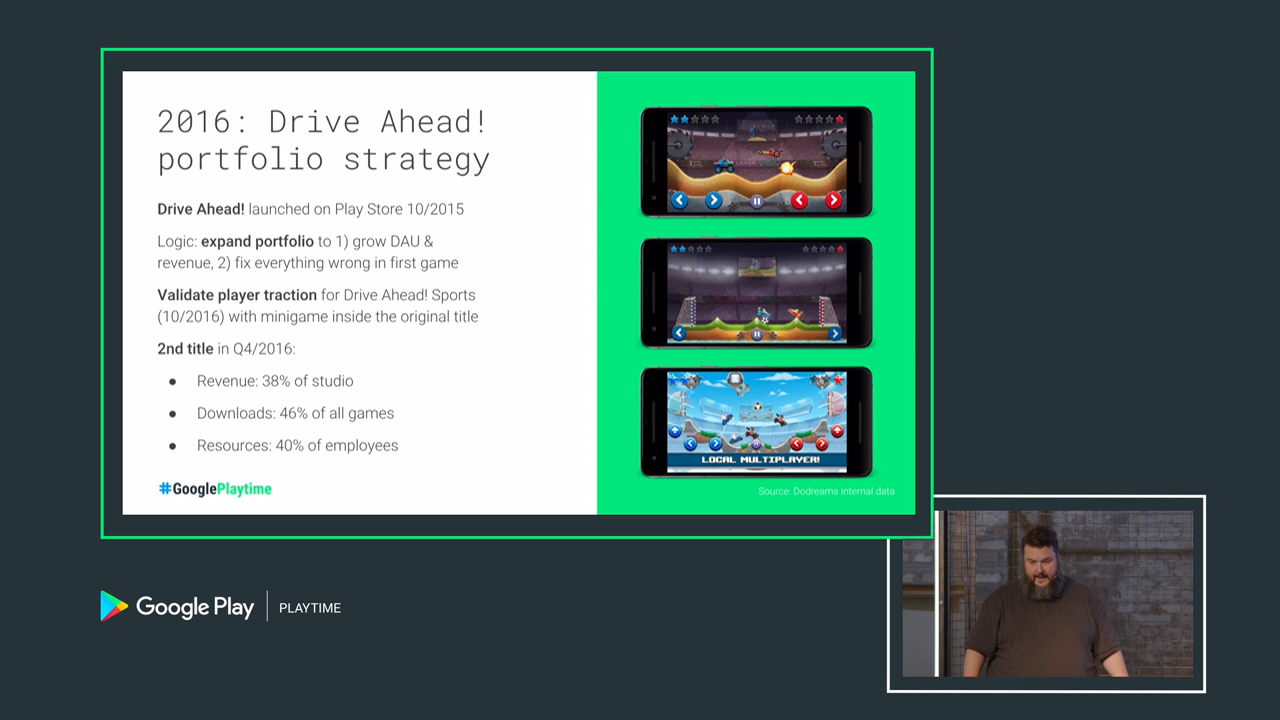 2016: Drive Ahead!
portfolio strategy
Drive Ahead! launched on Play Store 10/2015
Logic: expand portfolio to 1) grow DAU &
revenue, 2) fix everything wrong in first game
Validate player traction for Drive Ahead! Sports
(10/2016) with minigame inside the original title
2nd title in Q4/2016:
● Revenue: 38% of studio
● Downloads: 46% of all games
● Resources: 40% of employees
#GooglePlaytime
LOCAL MULTIPLAYER!
Source: Dodreams internal data
Google Play | PLAYTIME